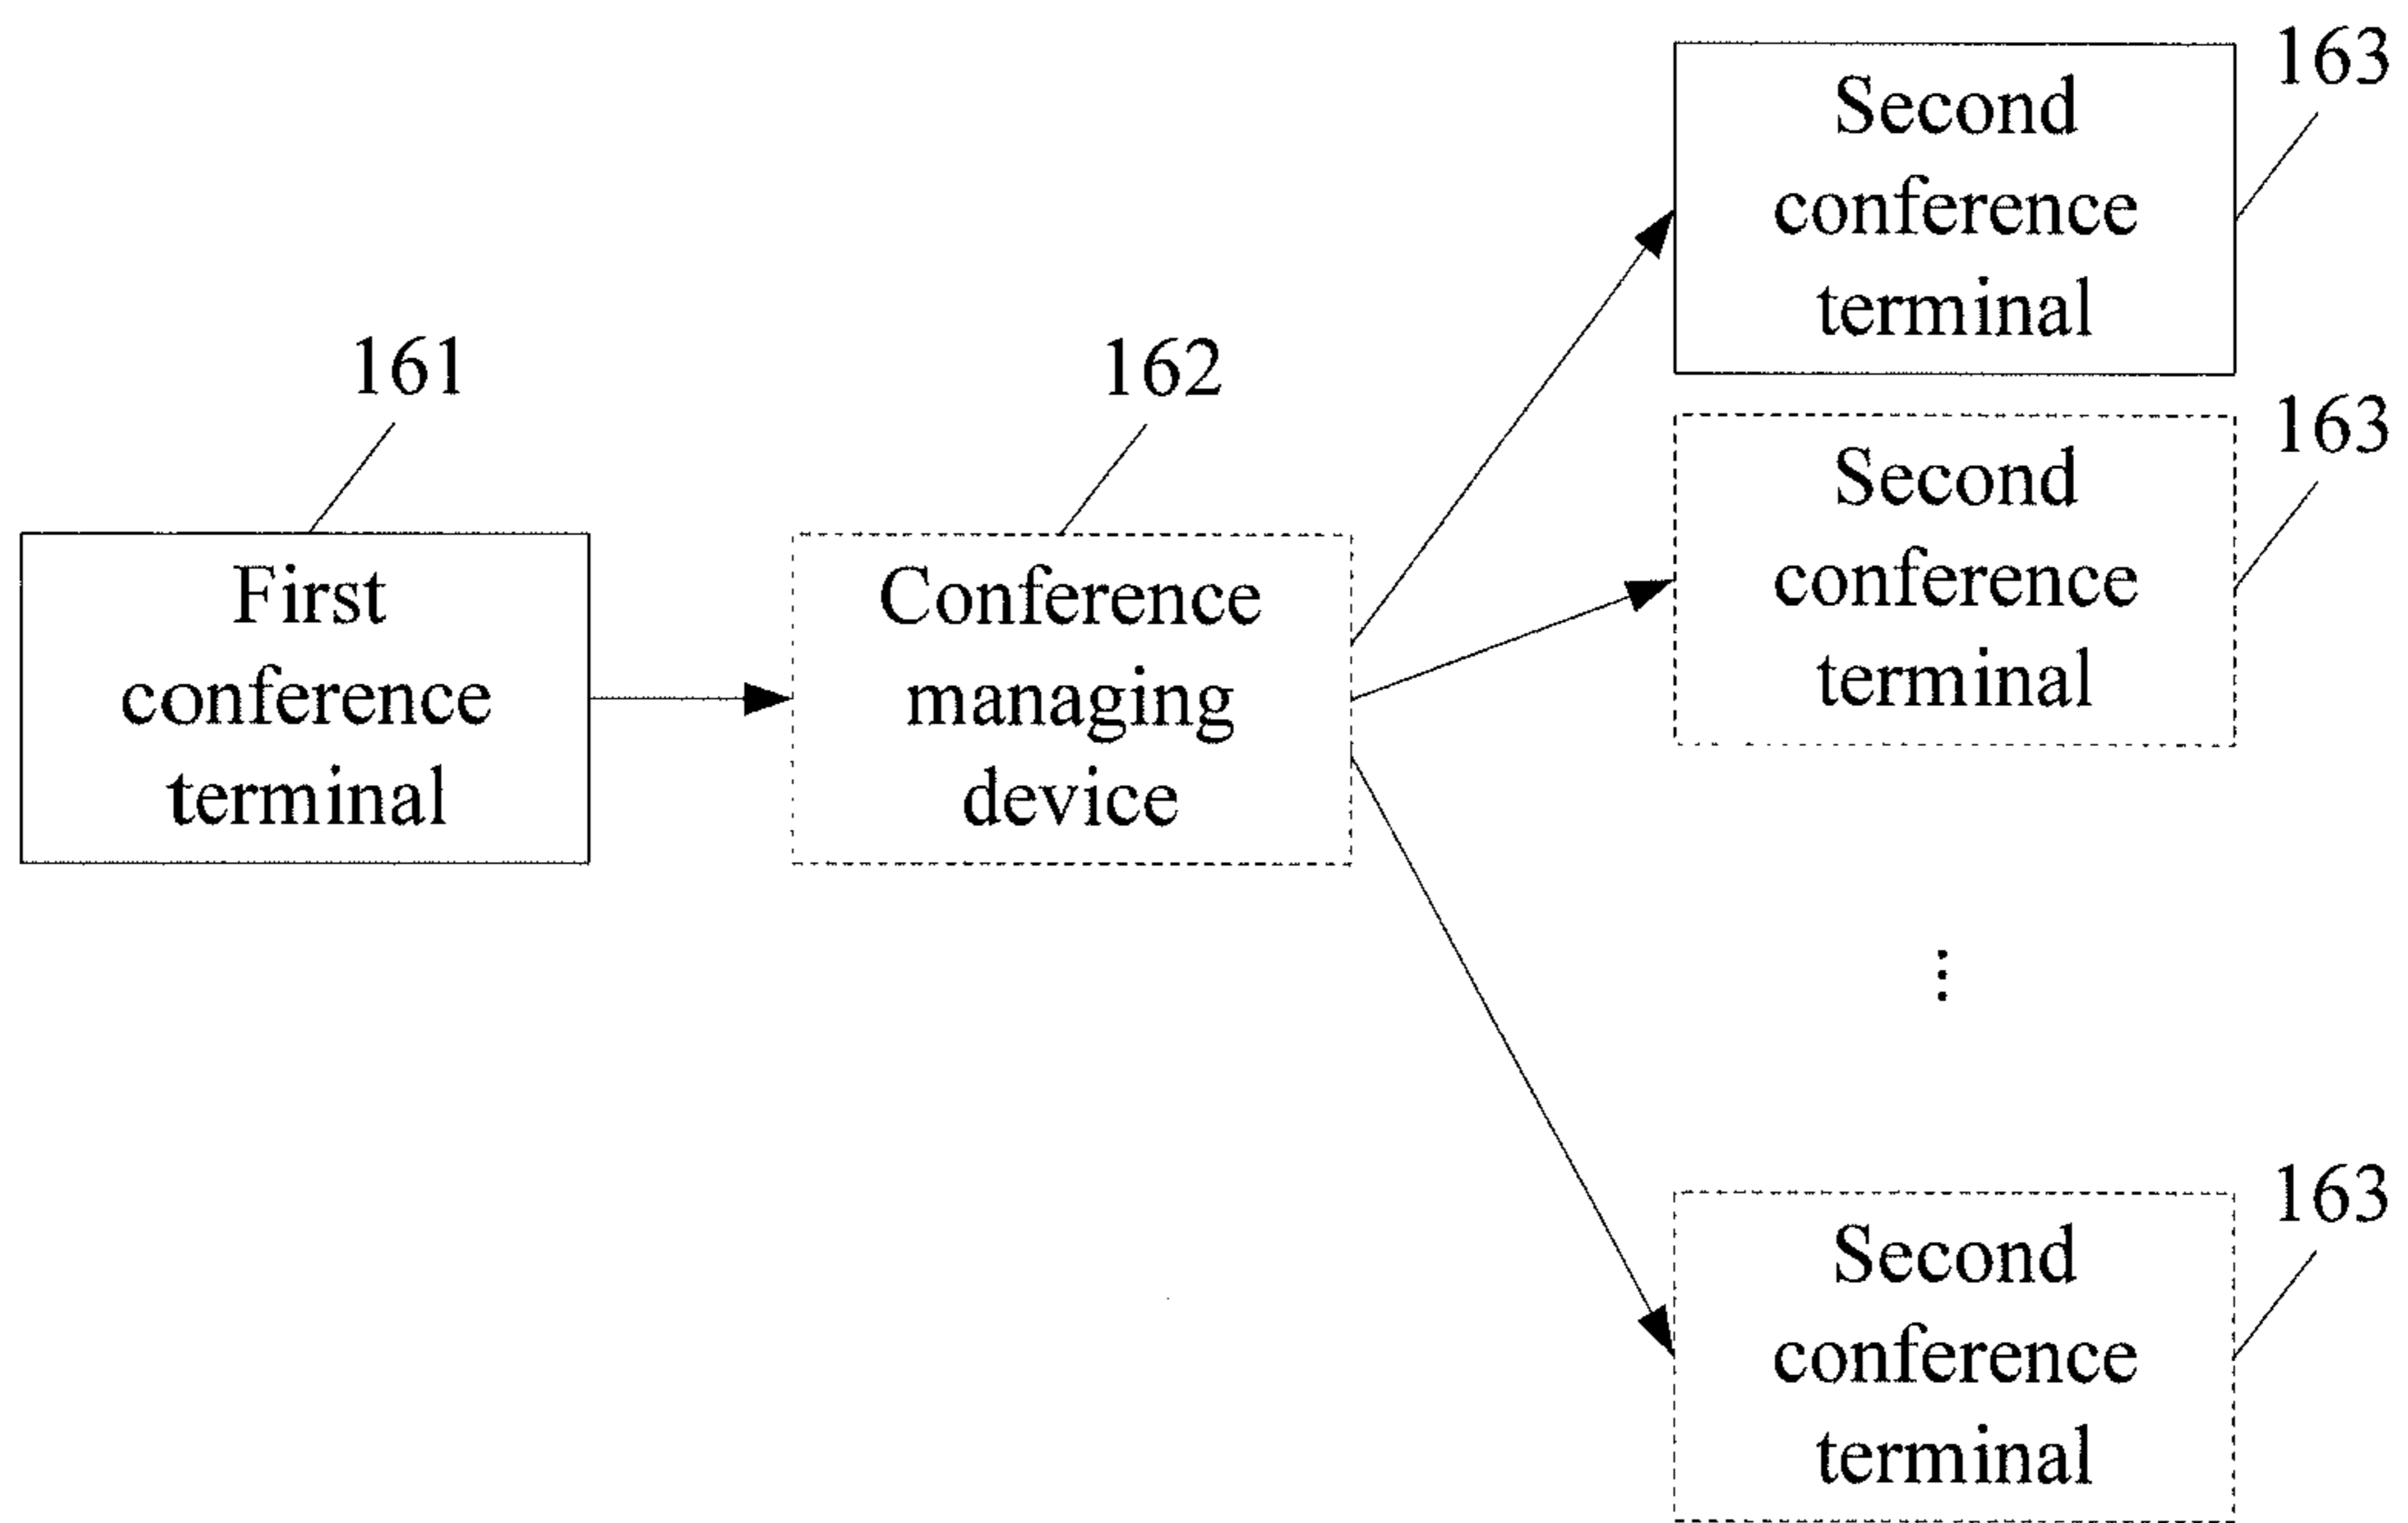 163
Second
conference
terminal
161
162
163
Second
conference
terminal
First
conference
terminal
Conference
managing
device
163
Second
conference
terminal